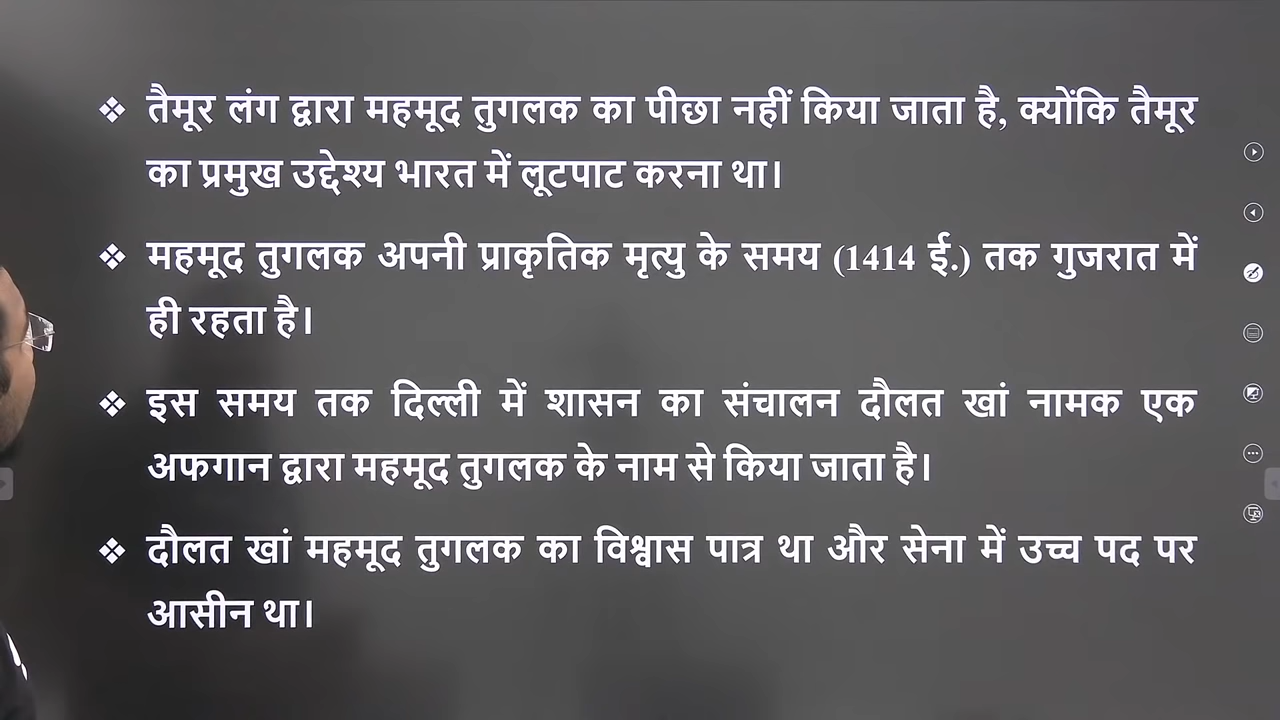 ❖ तैमूर लंग द्वारा महमूद तुगलक का पीछा नहीं किया जाता है, क्योंकि तैमूर
का प्रमुख उद्देश्य भारत में लूटपाट करना था।
❖ महमूद तुगलक अपनी प्राकृतिक मृत्यु के समय (1414 ई.) तक गुजरात में
ही रहता है।
❖ इस समय तक दिल्ली में शासन का संचालन दौलत खां नामक एक
अफगान द्वारा महमूद तुगलक के नाम से किया जाता है।
❖ दौलत खां महमूद तुगलक का विश्वास पात्र था और सेना में उच्च पद पर
आसीन था।